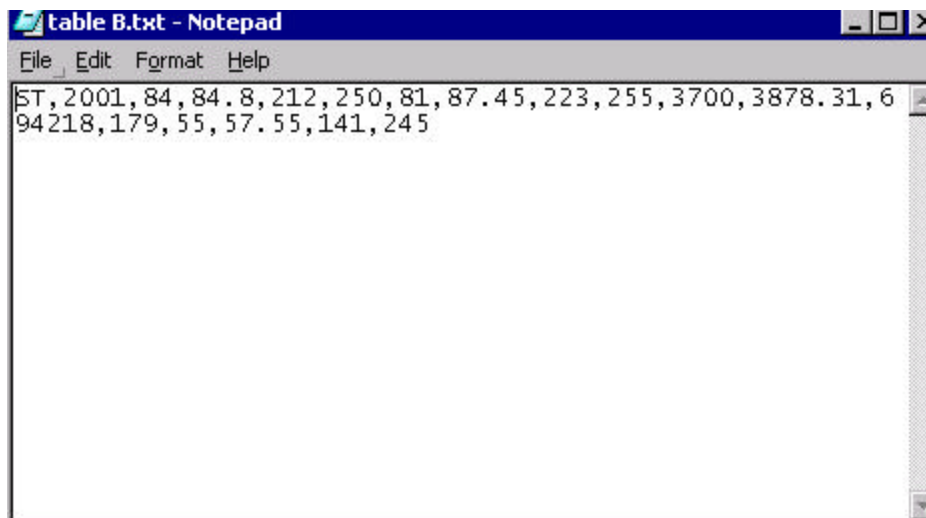 table B.txt - Notepad
File Edit Format Help
ST,2001,84,84.8,212,250,81,87.45,223,255,3700,3878.31,6
94218,179,55,57.55,141,245